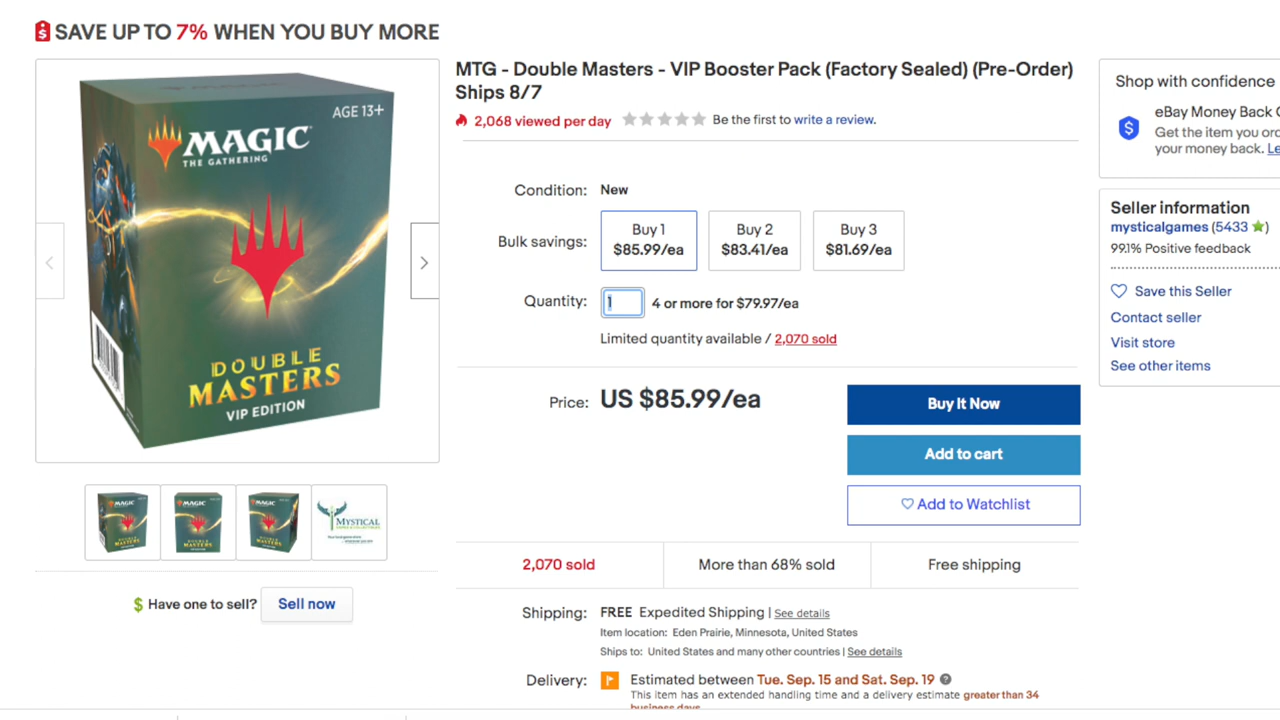 SAVE UP TO 7% WHEN YOU BUY MORE
AGE 13+
MAGIC
THE GATHERING
DOUBLE
MASTERS
VIP EDITION
MYSTICAL
$ Have one to sell? Sell now
MTG - Double Masters - VIP Booster Pack (Factory Sealed) (Pre-Order)
Ships 8/7
2,068 viewed per day Be the first to write a review.
Condition: New
Bulk savings:
Buy 1
$85.99/ea
Buy 2
$83.41/ea
Buy 3
$81.69/ea
Quantity: 1 4 or more for $79.97/ea
Limited quantity available / 2,070 sold
Price: US $85.99/ea
Buy It Now
Add to cart
Add to Watchlist
2,070 sold More than 68% sold Free shipping
Shipping: FREE Expedited Shipping | See details
Item location: Eden Prairie, Minnesota, United States
Ships to: United States and many other countries | See details
Delivery: Estimated between Tue. Sep. 15 and Sat. Sep. 19
This item has an extended handling time and a delivery estimate greater than 34
business days
Shop with confidence
eBay Money Back
Get the item you
your money back.
Seller information
mysticalgames (5433)
99.1% Positive feedback
Save this Seller
Contact seller
Visit store
See other items